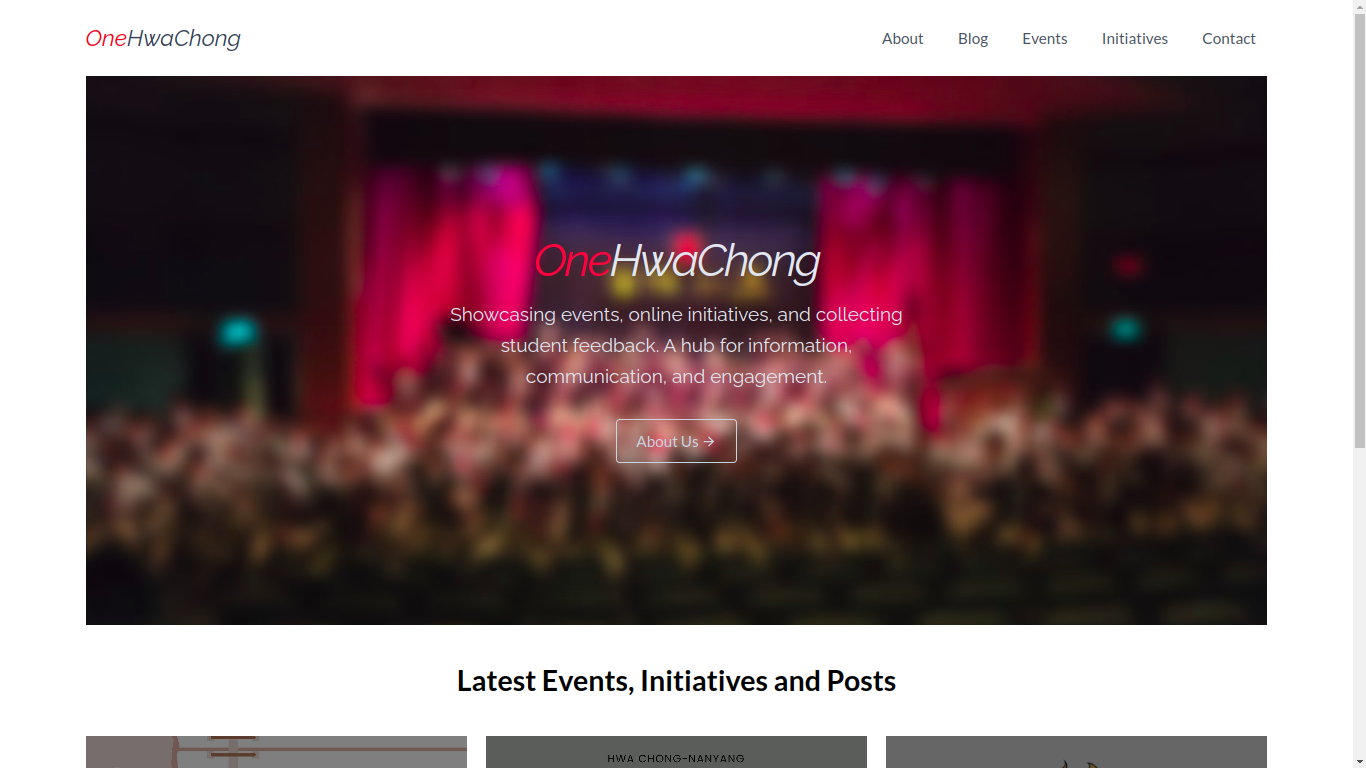 OneHwaChong
About
Blog
Events
Initiatives
Contact
OneHwaChong
Showcasing events, online initiatives, and collecting
student feedback. A hub for information,
communication, and engagement.
About Us →
Latest Events, Initiatives and Posts
HWA CHONG-NANYANG